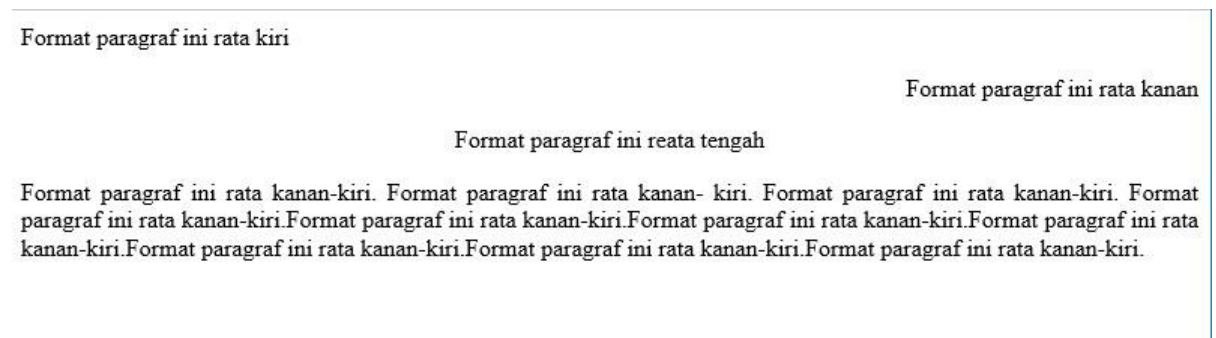 Format paragraf ini rata kiri
Format paragraf ini rata kanan
Format paragraf ini reata tengah
Format paragraf ini rata kanan-kiri. Format paragraf ini rata kanan- kiri. Format paragraf ini rata kanan-kiri. Format
paragraf ini rata kanan-kiri.Format paragraf ini rata kanan-kiri.Format paragraf ini rata kanan-kiri.Format paragraf ini rata
kanan-kiri.Format paragraf ini rata kanan-kiri.Format paragraf ini rata kanan-kiri.Format paragraf ini rata kanan-kiri.